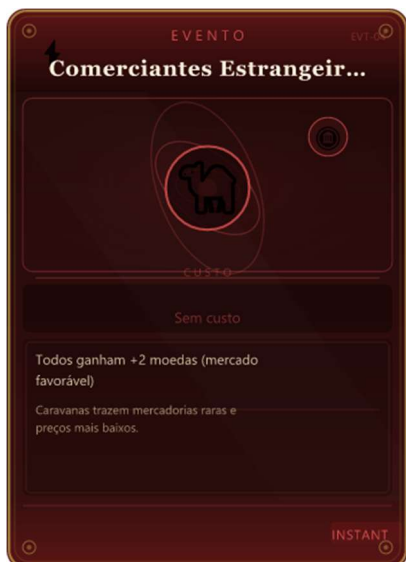 EVENTO
Comerciantes Estrangeir...
CUSTO
Sem custo
Todos ganham +2 moedas (mercado
favorável)
Caravanas trazem mercadorias raras e
preços mais baixos.
INSTANT